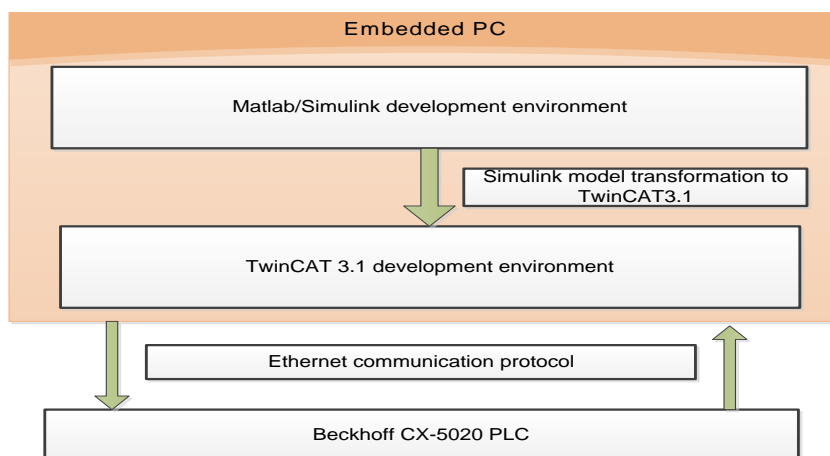 Embedded PC
Matlab/Simulink development environment
Simulink model transformation to
TwinCAT3.1
TwinCAT 3.1 development environment
Ethernet communication protocol
Beckhoff CX-5020 PLC